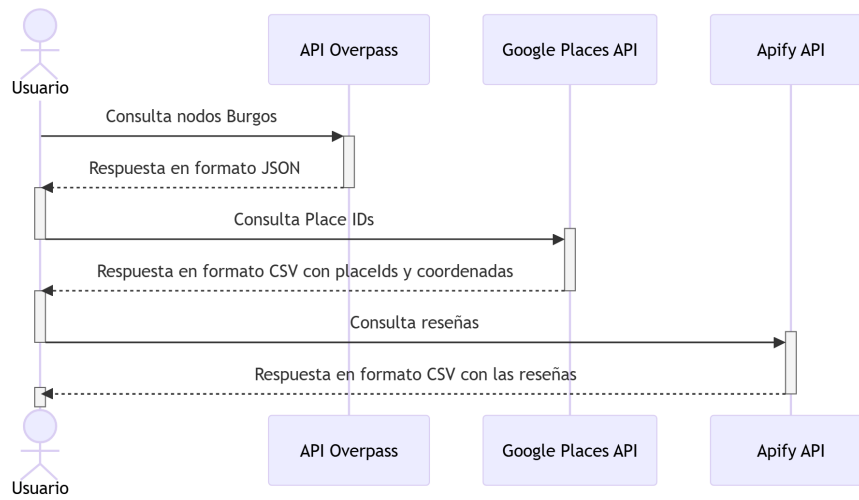 Usuario
API Overpass
Google Places API
Apify API
Consulta nodos Burgos
Respuesta en formato JSON
Consulta Place IDs
Respuesta en formato CSV con placeIds y coordenadas
Consulta reseñas
Respuesta en formato CSV con las reseñas
Usuario
API Overpass
Google Places API
Apify API